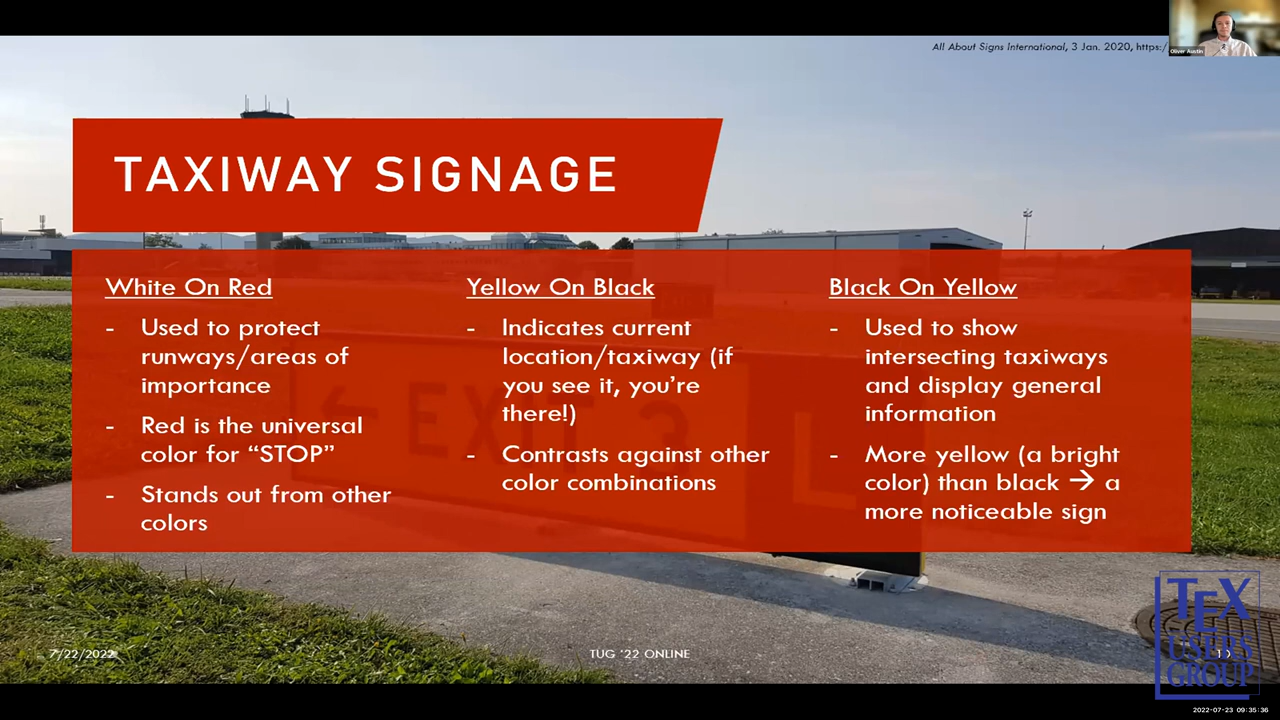 All About Signs International, 3 Jan. 2020, https:/
Oliver Austin
TAXIWAY SIGNAGE
White On Red
- Used to protect
runways/areas of
importance
- Red is the universal
color for “STOP”
- Stands out from other
colors
Yellow On Black
- Indicates current
location/taxiway (if
you see it, you’re
there!)
- Contrasts against other
color combinations
Black On Yellow
- Used to show
intersecting taxiways
and display general
information
- More yellow (a bright
color) than black → a
more noticeable sign
← EXIT 3 L
7/22/2022
TUG ’22 ONLINE
TEX
USERS
GROUP
2022-07-23 09:35:36